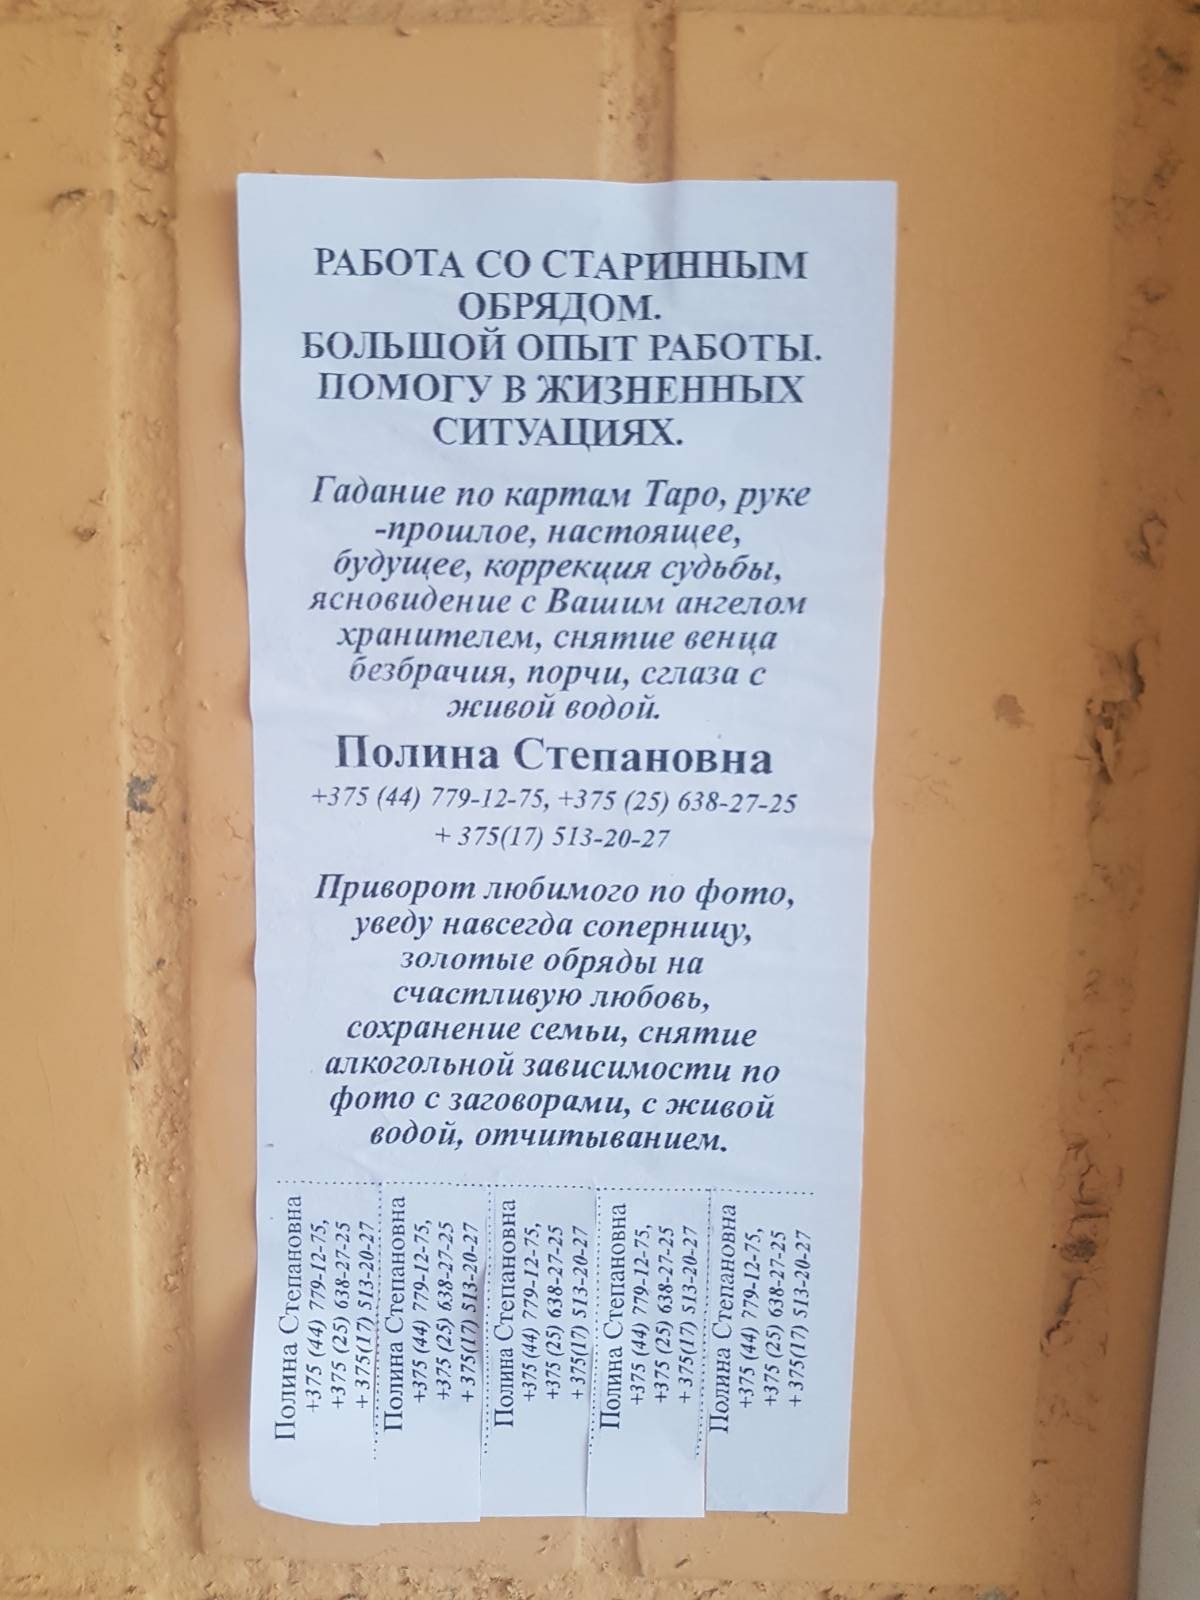 РАБОТА СО СТАРИННЫМ
ОБРЯДОМ.
БОЛЬШОЙ ОПЫТ РАБОТЫ.
ПОМОГУ В ЖИЗНЕННЫХ
СИТУАЦИЯХ.
Гадание по картам Таро, руке
-прошлое, настоящее,
будущее, коррекция судьбы,
ясновидение с Вашим ангелом
хранителем, снятие венца
безбрачия, порчи, сглаза с
живой водой.
Полина Степановна
+375 (44) 779-12-75, +375 (25) 638-27-25
+ 375(17) 513-20-27
Приворот любимого по фото,
уведу навсегда соперницу,
золотые обряды на
счастливую любовь,
сохранение семьи, снятие
алкогольной зависимости по
фото с заговорами, с живой
водой, отчитыванием.
Полина Степановна
+375 (44) 779-12-75,
+375 (25) 638-27-25
+ 375(17) 513-20-27
Полина Степановна
+375 (44) 779-12-75,
+375 (25) 638-27-25
+ 375(17) 513-20-27
Полина Степановна
+375 (44) 779-12-75,
+375 (25) 638-27-25
+ 375(17) 513-20-27
Полина Степановна
+375 (44) 779-12-75,
+375 (25) 638-27-25
+ 375(17) 513-20-27
Полина Степановна
+375 (44) 779-12-75,
+375 (25) 638-27-25
+ 375(17) 513-20-27